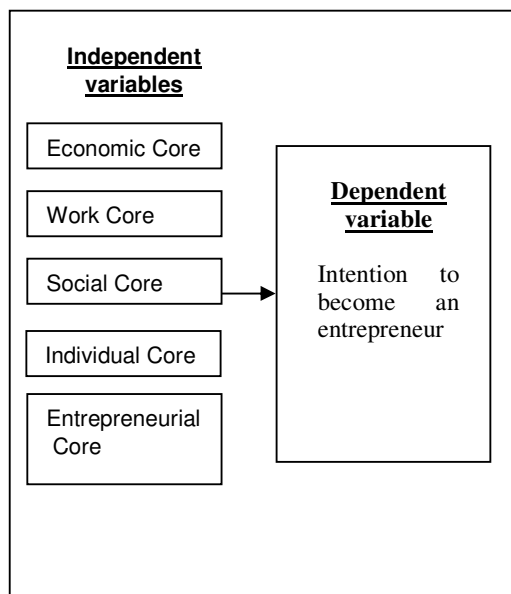 Independent
variables
Economic Core
Work Core
Social Core
Individual Core
Entrepreneurial
Core
Dependent
variable
Intention to
become an
entrepreneur